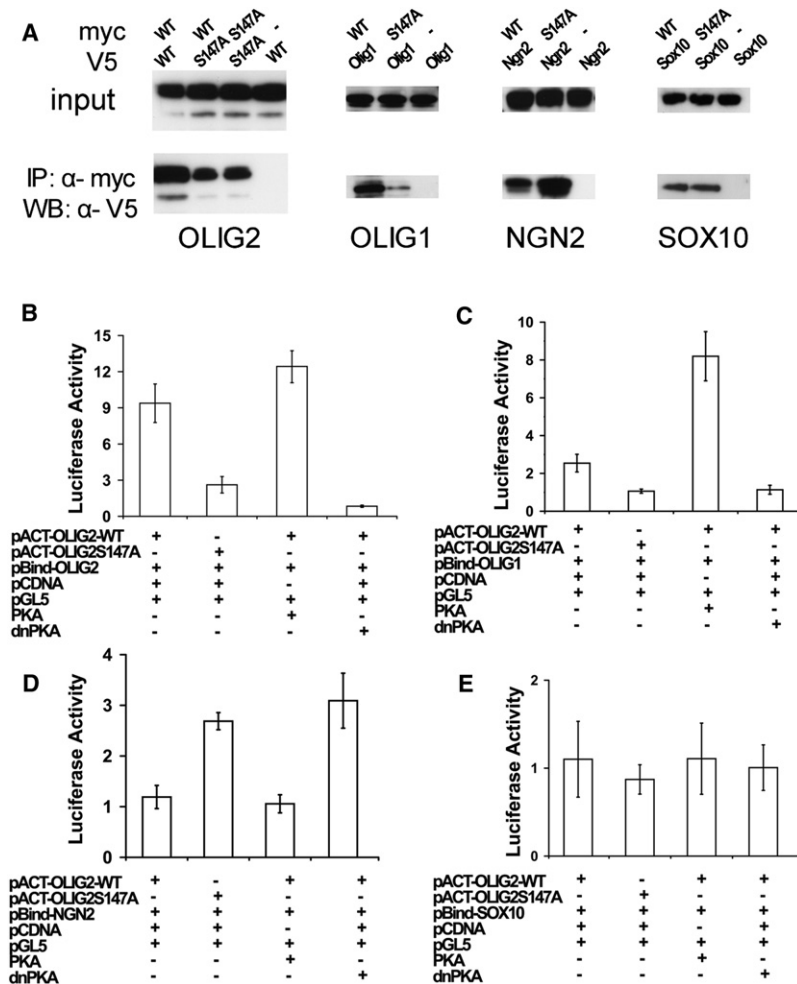 A
myc WT WT S147A - WT S147A - WT S147A - WT S147A -
V5 WT S147A S147A WT Olig1 Olig1 Olig1 Ngn2 Ngn2 Ngn2 Sox10 Sox10 Sox10
input
IP: α- myc
WB: α- V5
OLIG2 OLIG1 NGN2 SOX10
B
Luciferase Activity
15
12
9
6
3
0
pACT-OLIG2-WT + - + +
pACT-OLIG2S147A - + - -
pBind-OLIG2 + + + +
pCDNA + + - +
pGL5 + + + +
PKA - - + -
dnPKA - - - +
C
Luciferase Activity
10
8
6
4
2
0
pACT-OLIG2-WT + - + +
pACT-OLIG2S147A - + - -
pBind-OLIG1 + + + +
pCDNA + + - +
pGL5 + + + +
PKA - - + -
dnPKA - - - +
D
Luciferase Activity
4
3
2
1
0
pACT-OLIG2-WT + - + +
pACT-OLIG2S147A - + - -
pBind-NGN2 + + + +
pCDNA + + - +
pGL5 + + + +
PKA - - + -
dnPKA - - - +
E
Luciferase Activity
2
1
0
pACT-OLIG2-WT + - + +
pACT-OLIG2S147A - + - -
pBind-SOX10 + + + +
pCDNA + + - +
pGL5 + + + +
PKA - - + -
dnPKA - - - +